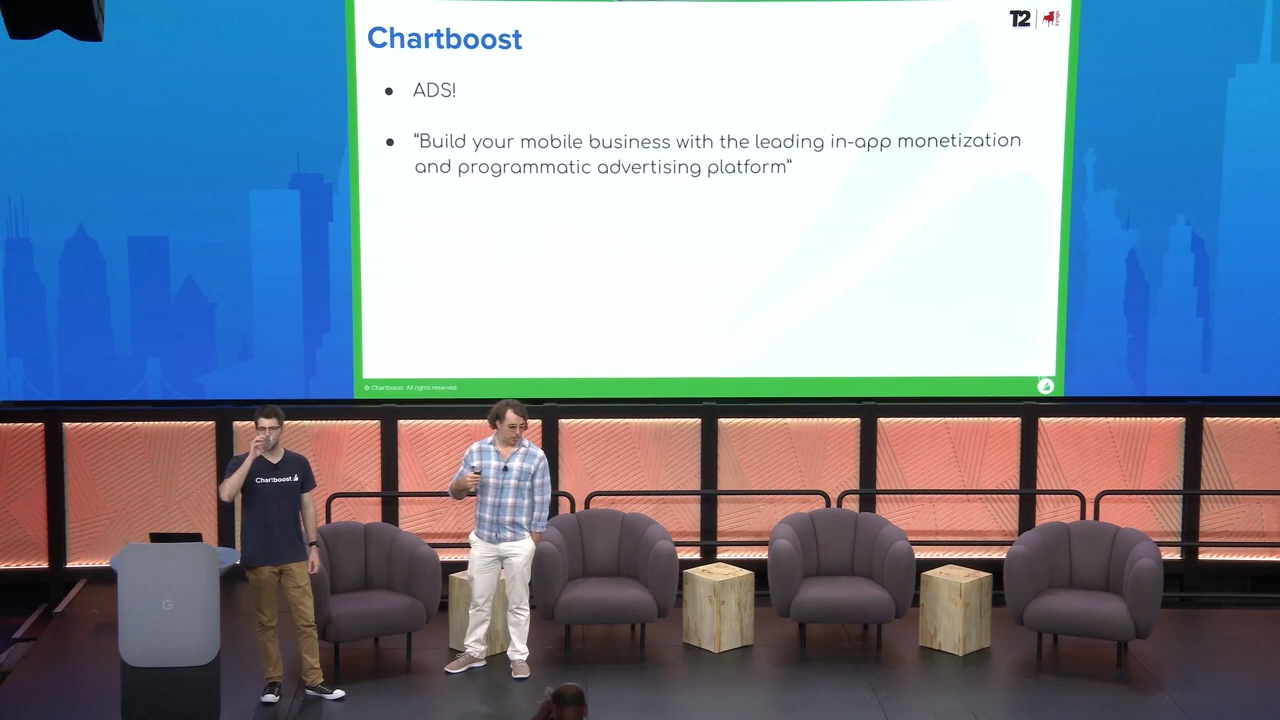 T2 zynga
Chartboost
ADS!
“Build your mobile business with the leading in-app monetization
and programmatic advertising platform”
© Chartboost. All rights reserved.
Chartboost
G